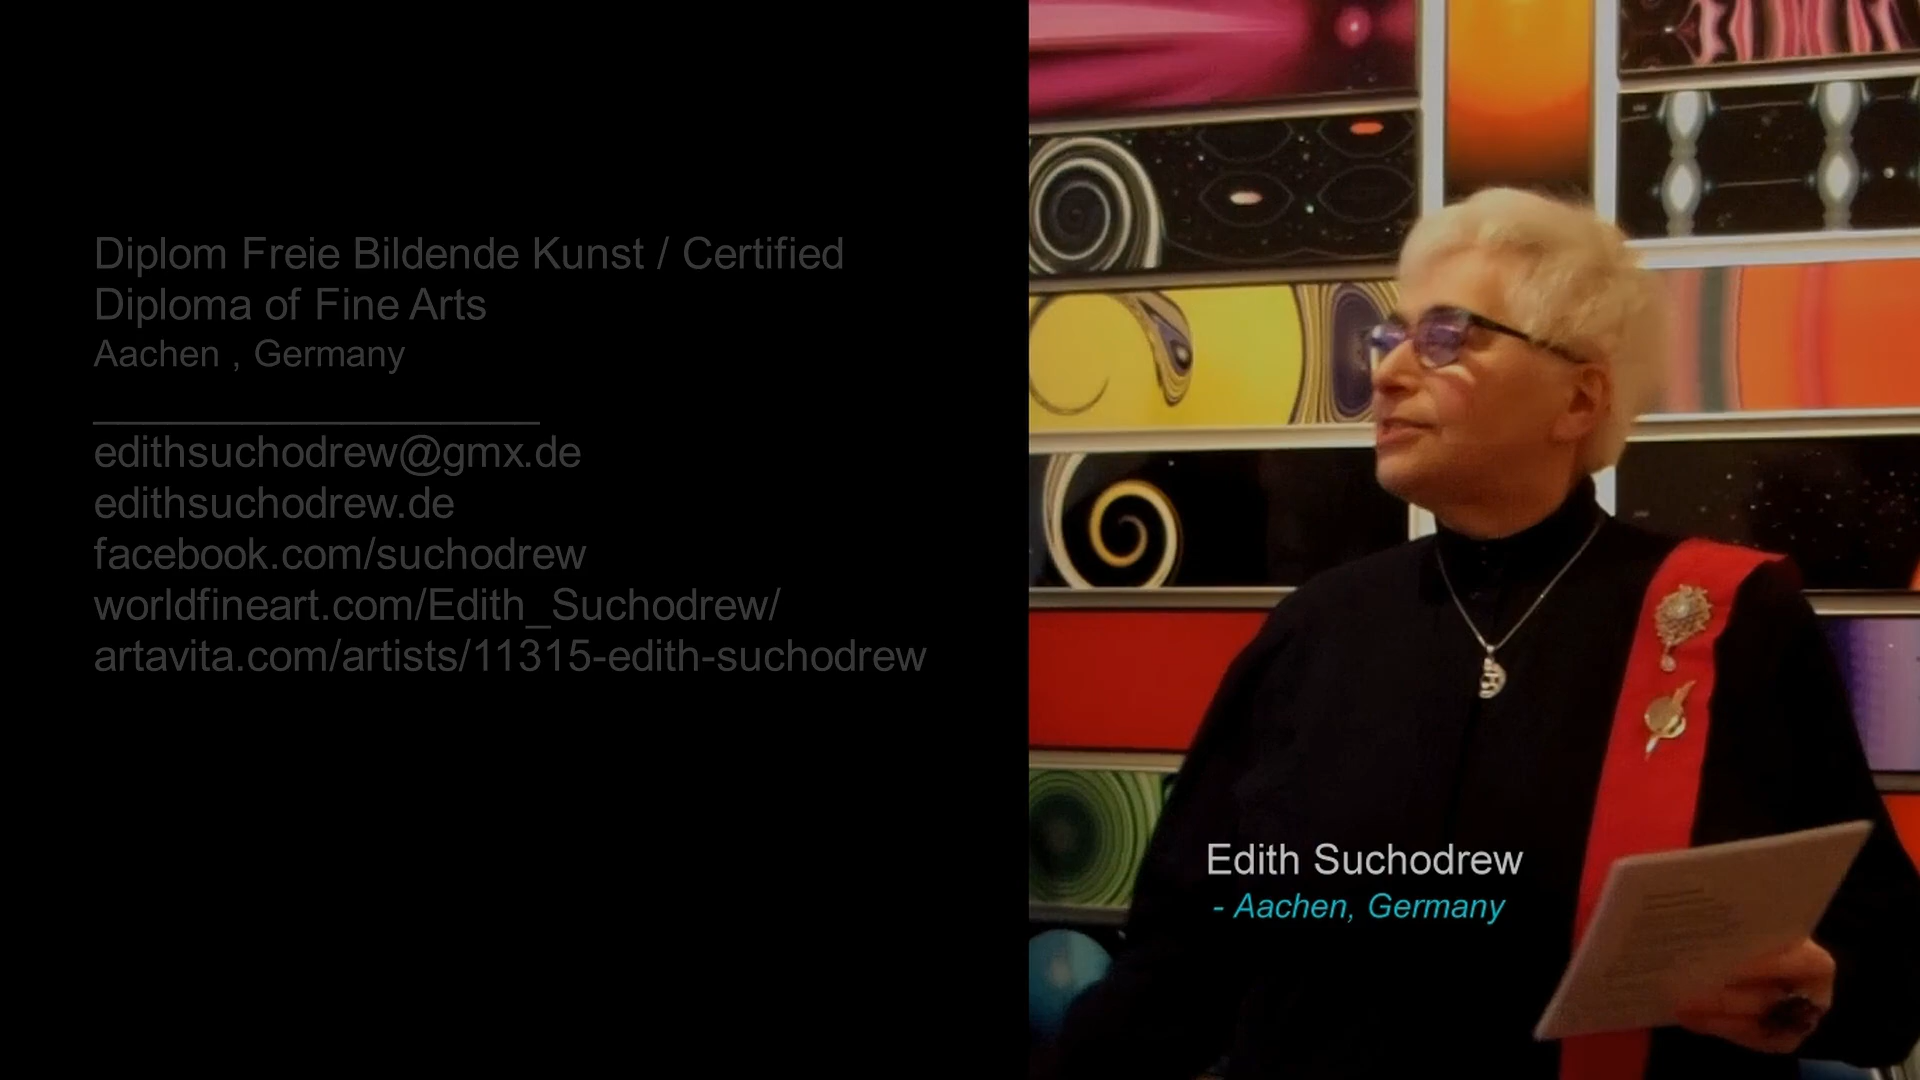 Diplom Freie Bildende Kunst / Certified
Diploma of Fine Arts
Aachen , Germany
edithsuchodrew@gmx.de
edithsuchodrew.de
facebook.com/suchodrew
worldfineart.com/Edith_Suchodrew/
artavita.com/artists/11315-edith-suchodrew
Edith Suchodrew
- Aachen, Germany